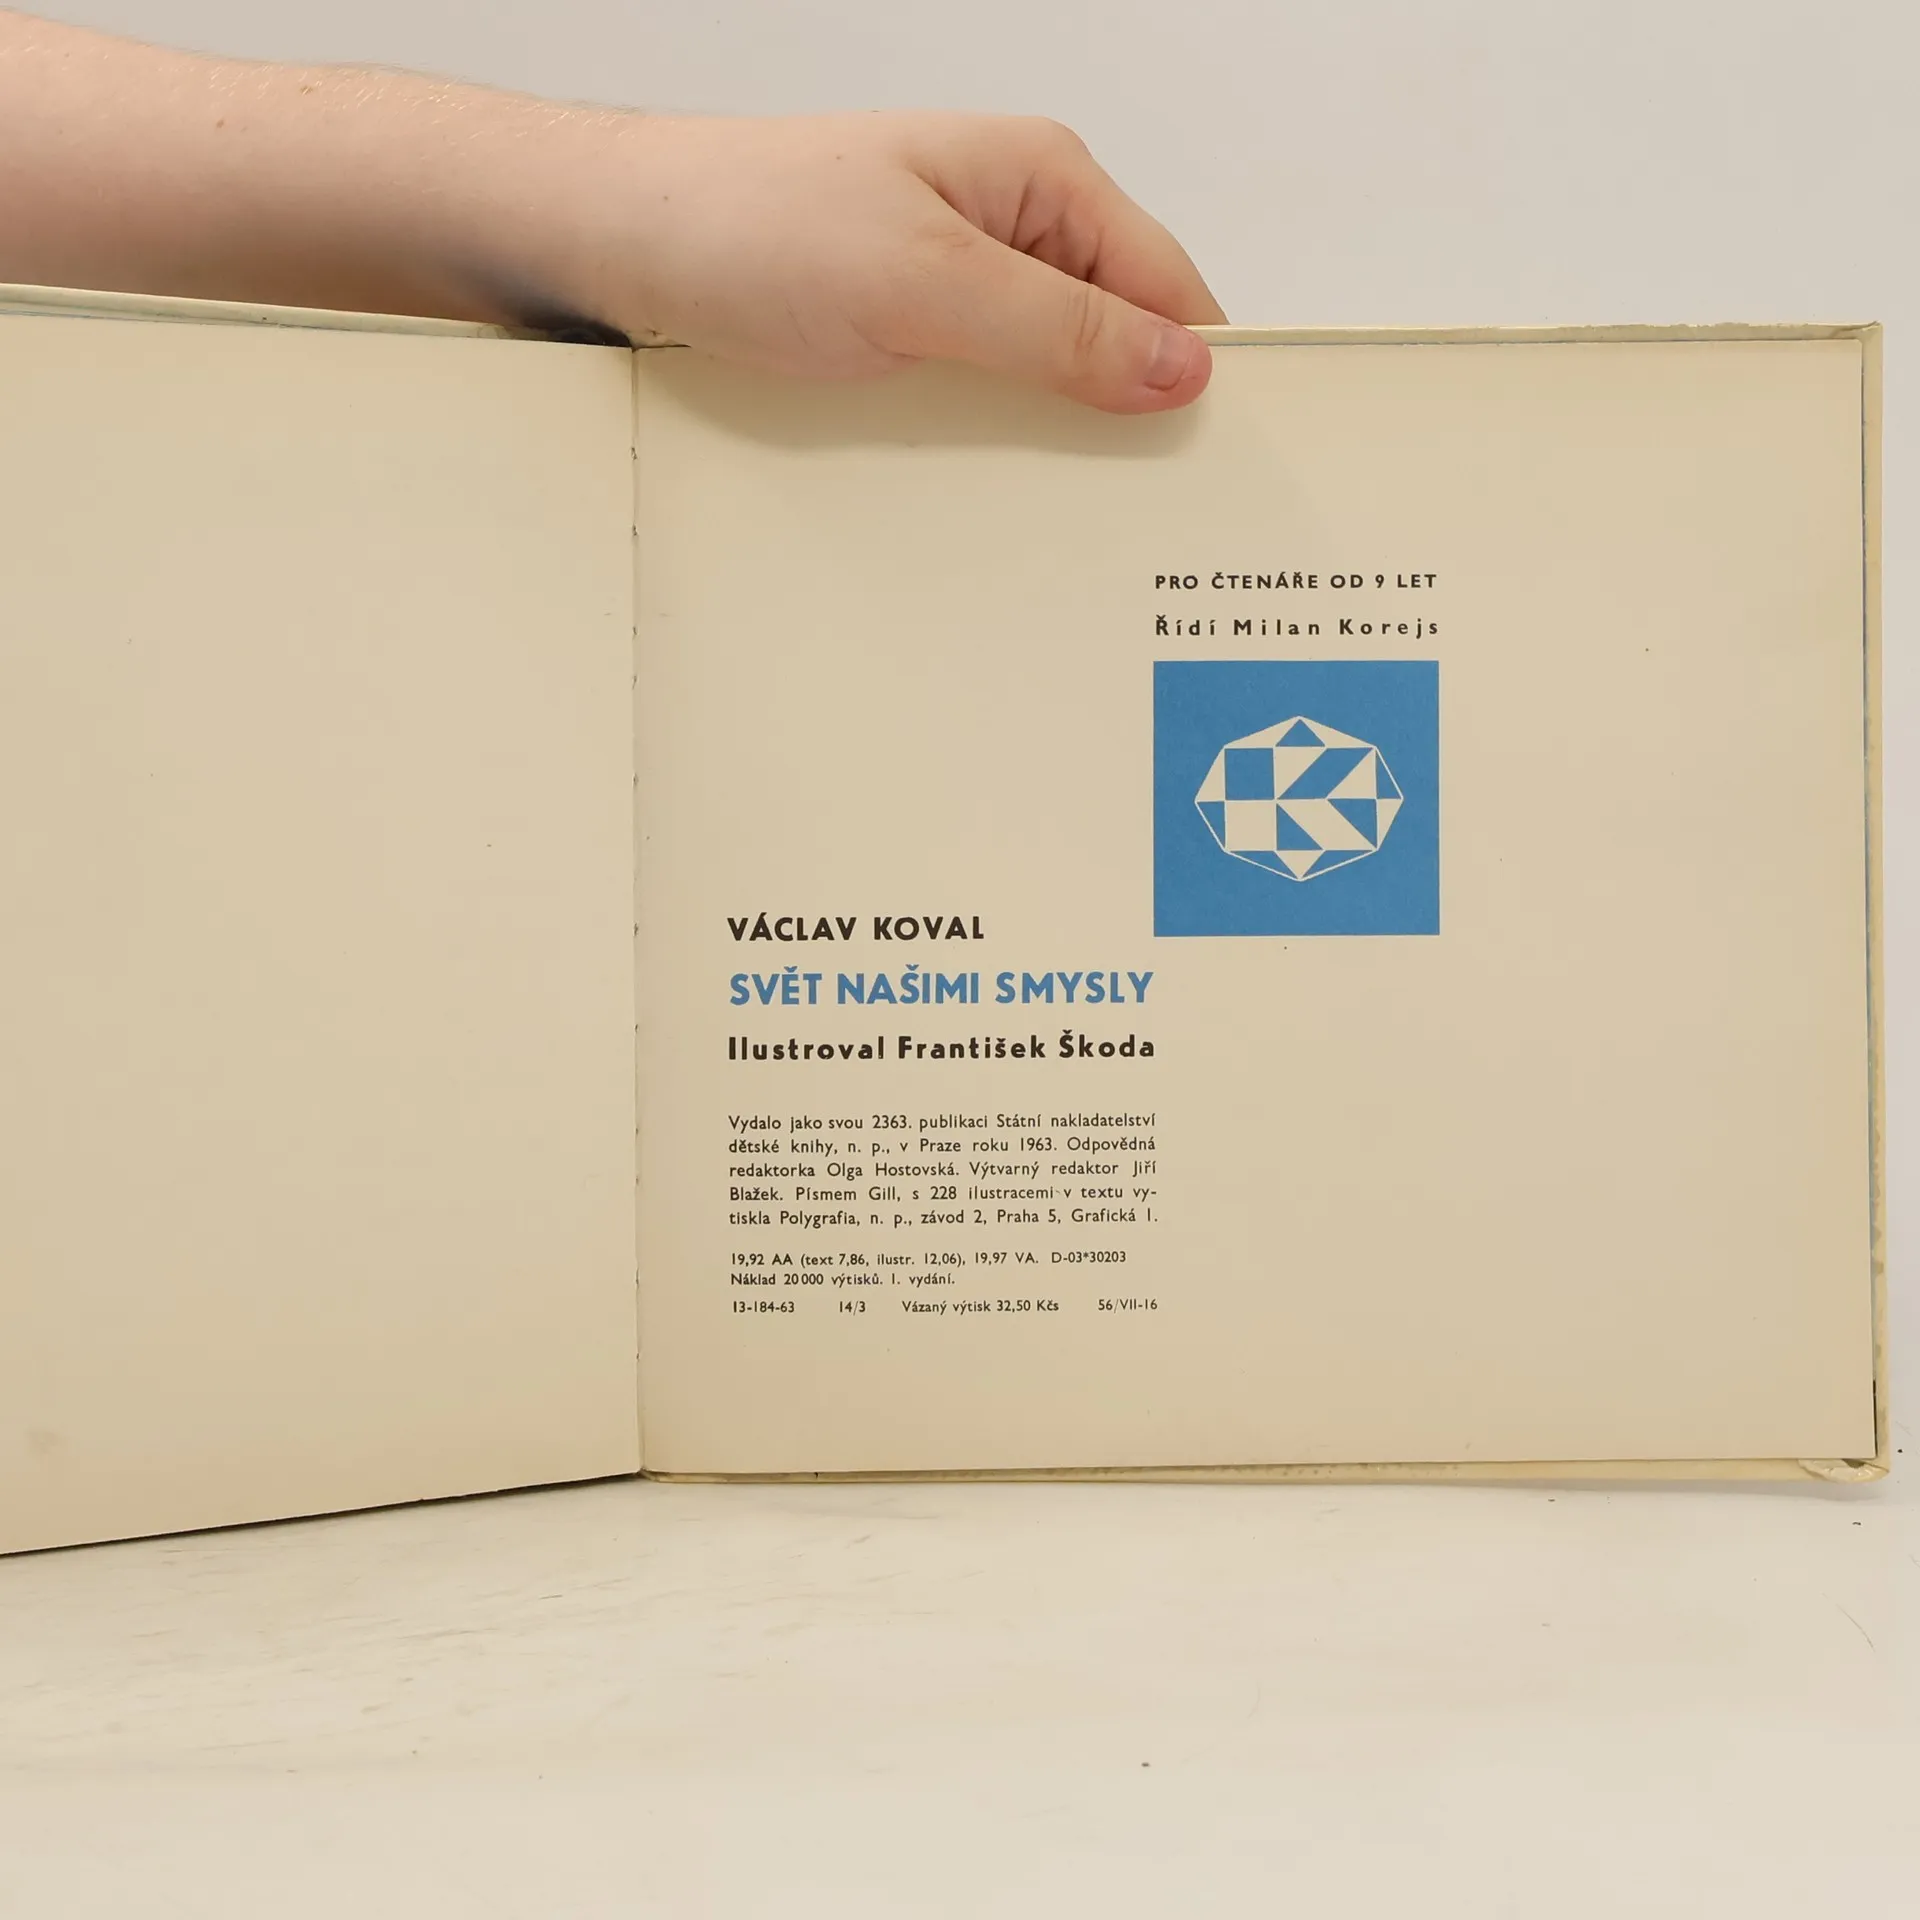 PRO ČTENÁŘE OD 9 LET
Řídí Milan Korejs
VÁCLAV KOVAL
SVĚT NAŠIMI SMYSLY
Ilustroval František Škoda
Vydalo jako svou 2363. publikaci Státní nakladatelství
dětské knihy, n. p., v Praze roku 1963. Odpovědná
redaktorka Olga Hostovská. Výtvarný redaktor Jiří
Blažek. Písmem Gill, s 228 ilustracemi v textu vy-
tiskla Polygrafia, n. p., závod 2, Praha 5, Grafická 1.
19,92 AA (text 7,86, ilustr. 12,06), 19,97 VA. D-03*30203
Náklad 20 000 výtisků. 1. vydání.
13-184-63 14/3 Vázaný výtisk 32,50 Kčs 56/VII-16